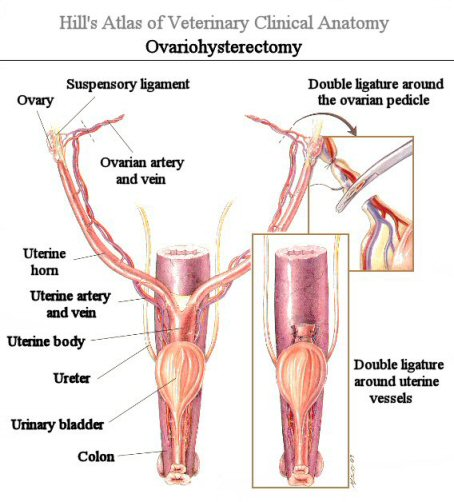 Hill's Atlas of Veterinary Clinical Anatomy
Ovariohysterectomy
Suspensory ligament
Ovary
Double ligature around
the ovarian pedicle
Ovarian artery
and vein
Uterine
horn
Uterine artery
and vein
Uterine body
Ureter
Double ligature
around uterine
vessels
Urinary bladder
Colon